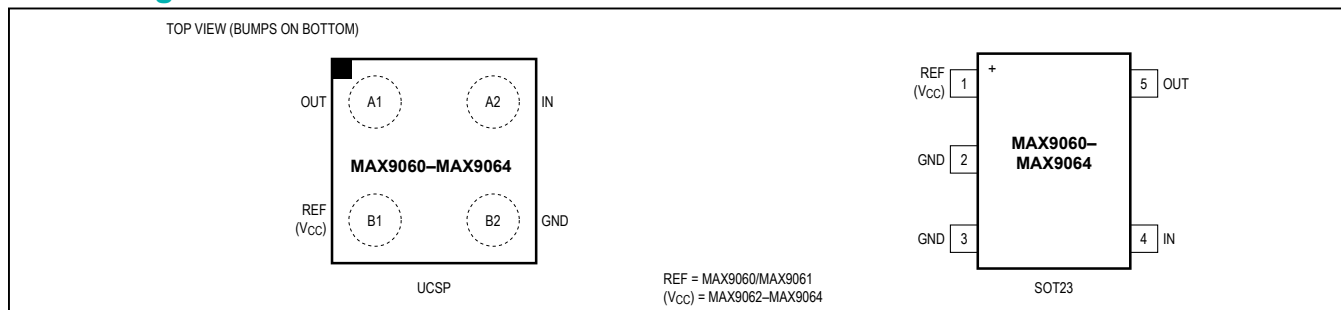 TOP VIEW (BUMPS ON BOTTOM)
OUT
A1
A2
IN
MAX9060–MAX9064
REF
(VCC)
B1
B2
GND
UCSP
REF
(VCC)
1
+
5
OUT
MAX9060–
MAX9064
GND
2
GND
3
4
IN
SOT23
REF = MAX9060/MAX9061
(VCC) = MAX9062–MAX9064